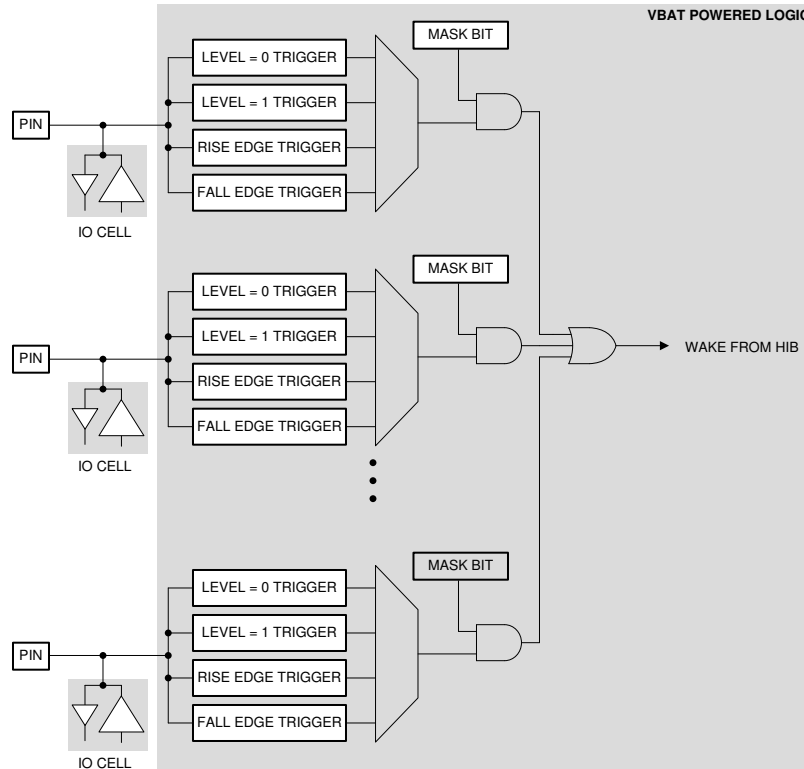 VBAT POWERED LOGIC
MASK BIT
LEVEL = 0 TRIGGER
LEVEL = 1 TRIGGER
PIN
RISE EDGE TRIGGER
FALL EDGE TRIGGER
IO CELL
MASK BIT
LEVEL = 0 TRIGGER
LEVEL = 1 TRIGGER
PIN
WAKE FROM HIB
RISE EDGE TRIGGER
FALL EDGE TRIGGER
IO CELL
MASK BIT
LEVEL = 0 TRIGGER
LEVEL = 1 TRIGGER
PIN
RISE EDGE TRIGGER
FALL EDGE TRIGGER
IO CELL